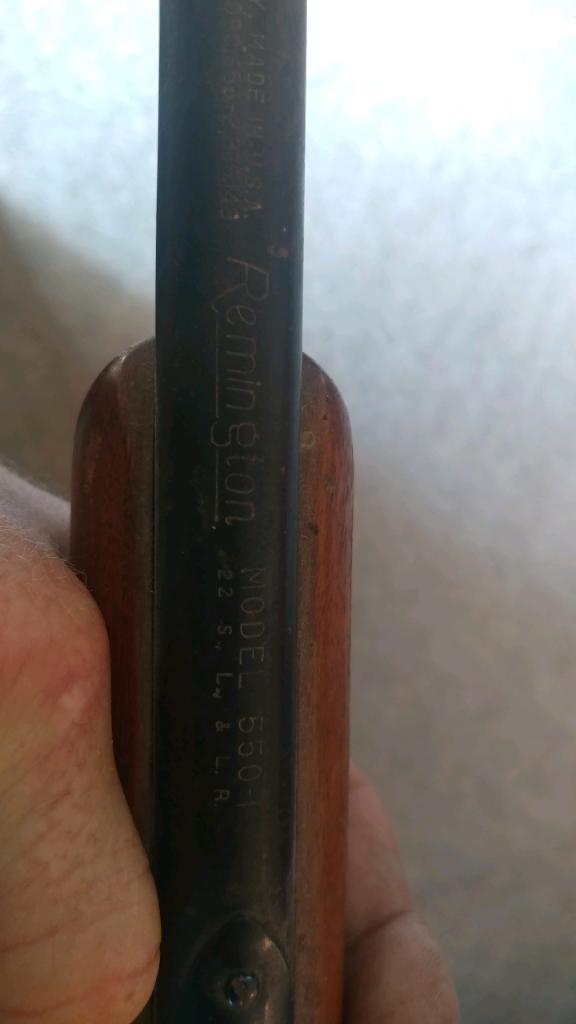 MADE IN U.S.A.
Remington
MODEL 550-1
.22 S., L., & L.R.